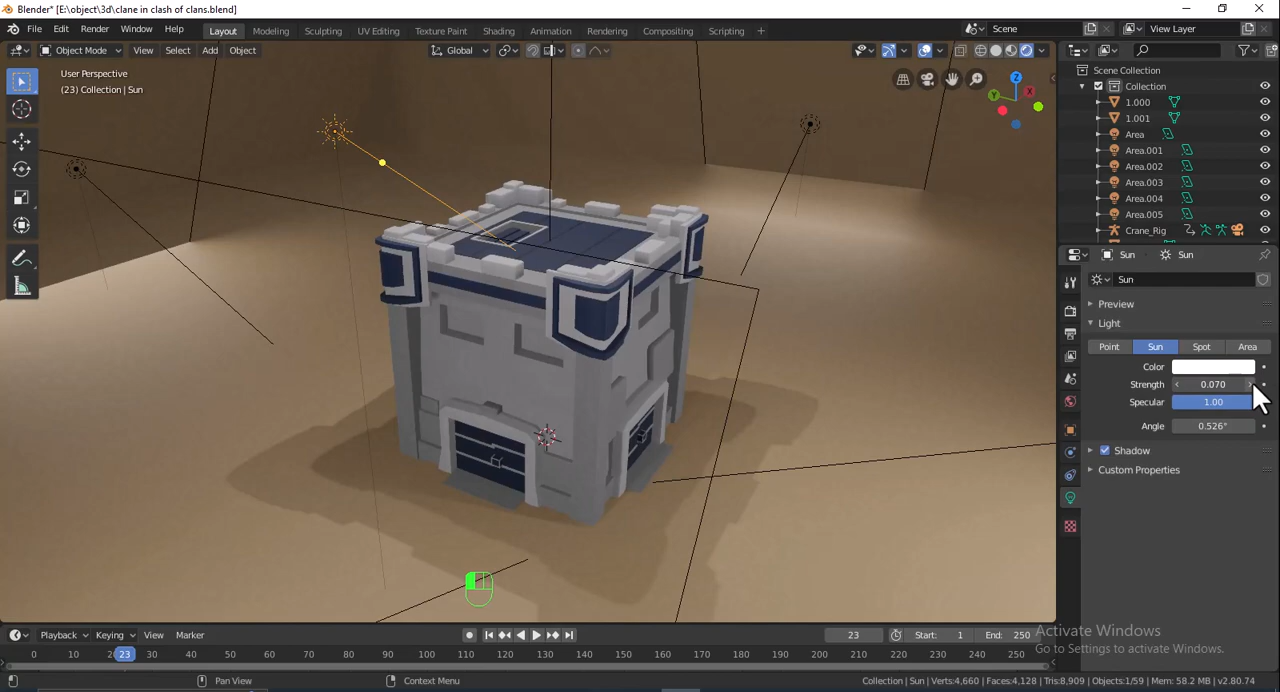 Blender* [E:\object\3d\clane in clash of clans.blend]
File Edit Render Window Help Layout Modeling Sculpting UV Editing Texture Paint Shading Animation Rendering Compositing Scripting + Scene View Layer
Object Mode View Select Add Object Global
User Perspective
(23) Collection | Sun
Z
X
Y
Scene Collection
Collection
1.000
1.001
Area
Area.001
Area.002
Area.003
Area.004
Area.005
Crane_Rig
Sun Sun
Sun
Preview
Light
Point Sun Spot Area
Color
Strength 0.070
Specular 1.00
Angle 0.526°
Shadow
Custom Properties
Playback Keying View Marker 23 Start: 1 End: 250
0 10 23 30 40 50 60 70 80 90 100 110 120 130 140 150 160 170 180 190 200 210 220 230 240 250
Activate Windows
Go to Settings to activate Windows.
Pan View Context Menu Collection | Sun | Verts:4,660 | Faces:4,128 | Tris:8,909 | Objects:1/59 | Mem: 58.2 MB | v2.80.74